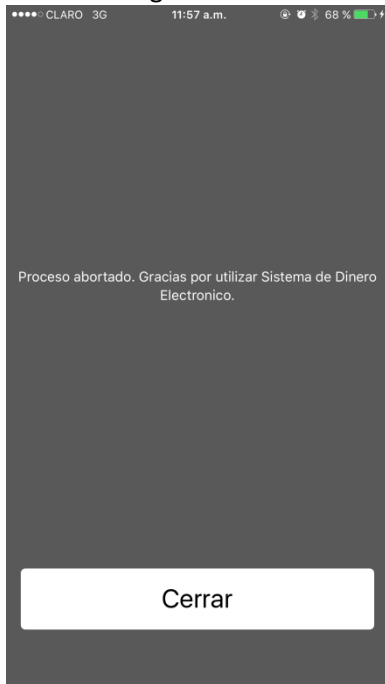 CLARO 3G 11:57 a.m. 68 %
Proceso abortado. Gracias por utilizar Sistema de Dinero
Electronico.
Cerrar